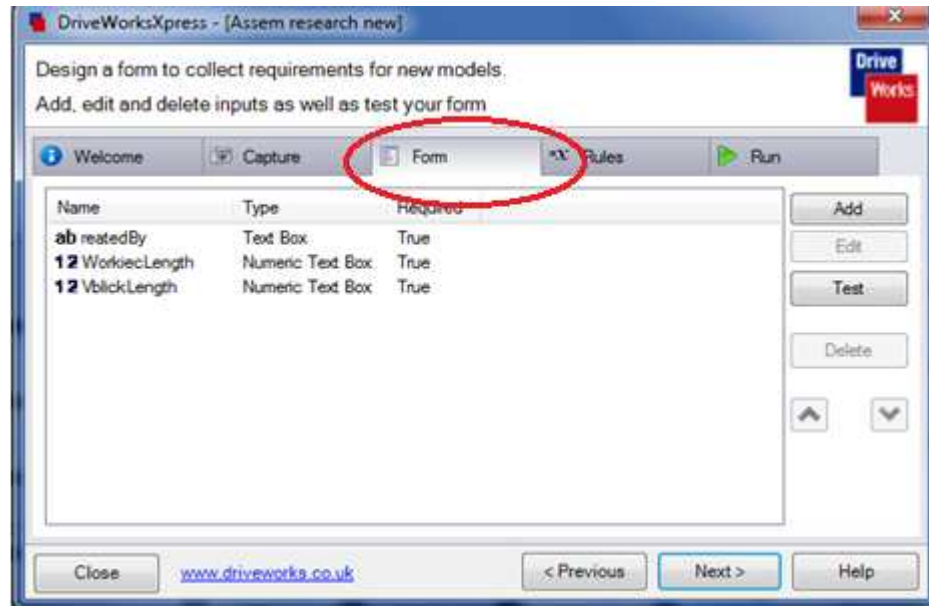 DriveWorksXpress - [Assem research new]
Design a form to collect requirements for new models.
Add, edit and delete inputs as well as test your form
Drive
Works
Welcome Capture Form Rules Run
Name Type Required
ab reatedBy Text Box True
12 WorkiecLength Numeric Text Box True
12 VblickLength Numeric Text Box True
Add
Edit
Test
Delete
Close www.driveworks.co.uk < Previous Next > Help